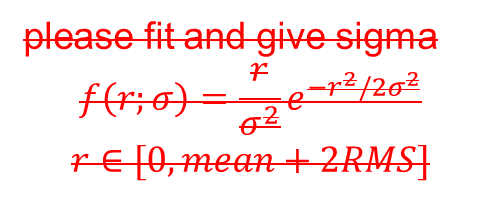 please fit and give sigma
f(r;σ) = r/σ² e^(−r²/2σ²)
r ∈ [0, mean + 2RMS]